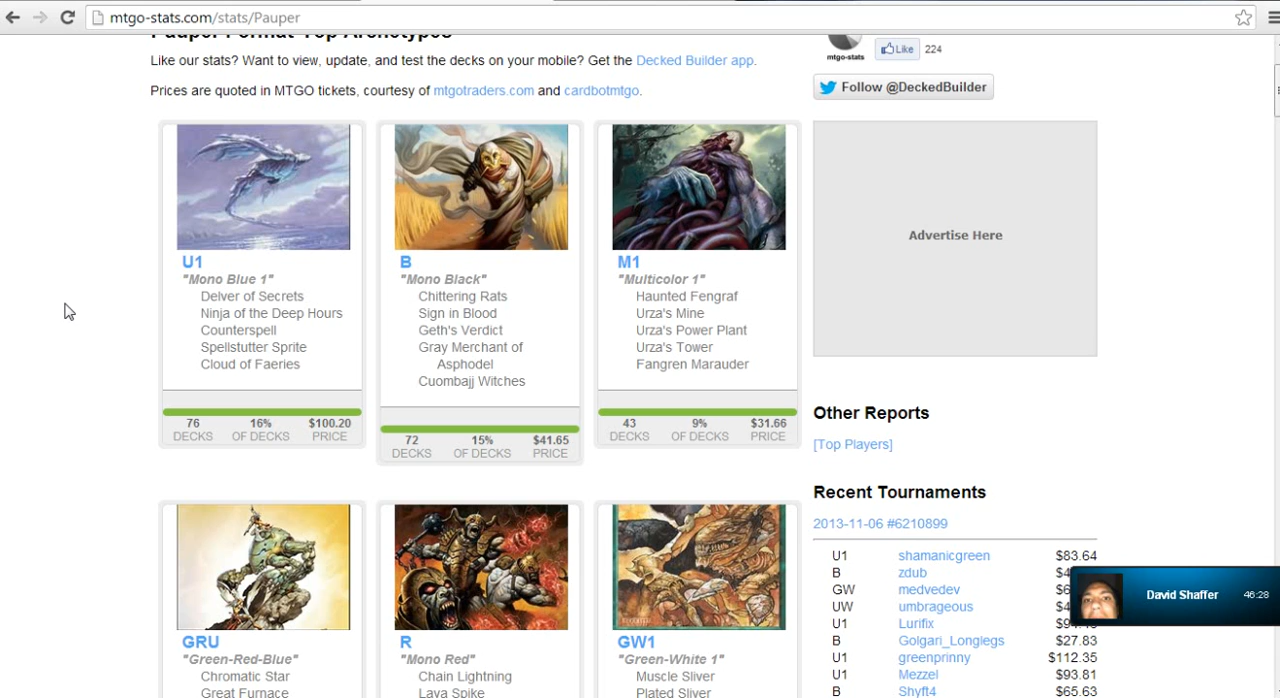 mtgo-stats.com/stats/Pauper
Pauper Format Top Archetypes
Like our stats? Want to view, update, and test the decks on your mobile? Get the Decked Builder app.
Prices are quoted in MTGO tickets, courtesy of mtgotraders.com and cardbotmtgo.
U1
"Mono Blue 1"
Delver of Secrets
Ninja of the Deep Hours
Counterspell
Spellstutter Sprite
Cloud of Faeries
76 16% $100.20
DECKS OF DECKS PRICE
B
"Mono Black"
Chittering Rats
Sign in Blood
Geth's Verdict
Gray Merchant of
Asphodel
Cuombajj Witches
72 15% $41.65
DECKS OF DECKS PRICE
M1
"Multicolor 1"
Haunted Fengraf
Urza's Mine
Urza's Power Plant
Urza's Tower
Fangren Marauder
43 9% $31.66
DECKS OF DECKS PRICE
GRU
"Green-Red-Blue"
Chromatic Star
Great Furnace
R
"Mono Red"
Chain Lightning
Lava Spike
GW1
"Green-White 1"
Muscle Sliver
Plated Sliver
mtgo-stats
Like 224
Follow @DeckedBuilder
Advertise Here
Other Reports
[Top Players]
Recent Tournaments
2013-11-06 #6210899
U1 shamanicgreen $83.64
B zdub
GW medvedev
UW umbrageous
U1 Lurifix
B Golgari_Longlegs $27.83
U1 greenprinny $112.35
U1 Mezzel $93.81
B Shyft4 $65.63
David Shaffer 46:28